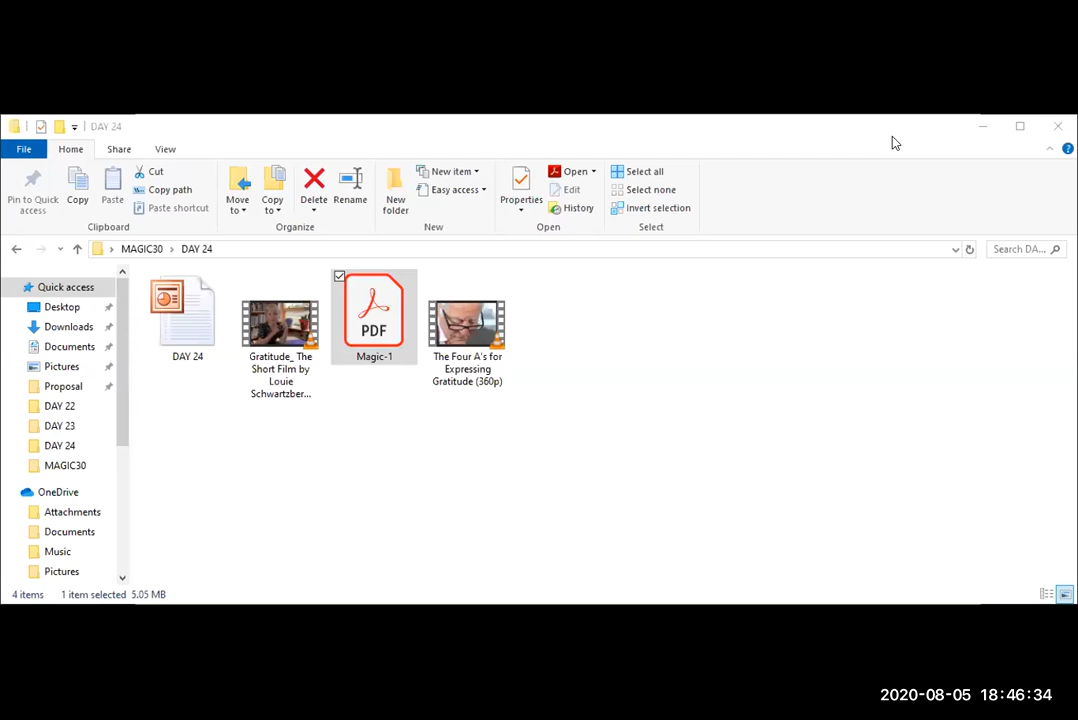 DAY 24
File Home Share View
Pin to Quick access
Copy
Paste
Cut
Copy path
Paste shortcut
Clipboard
Move to
Copy to
Delete
Rename
Organize
New folder
New item
Easy access
New
Properties
Open
Edit
History
Open
Select all
Select none
Invert selection
Select
MAGIC30 > DAY 24
Search DA...
Quick access
Desktop
Downloads
Documents
Pictures
Proposal
DAY 22
DAY 23
DAY 24
MAGIC30
OneDrive
Attachments
Documents
Music
Pictures
DAY 24
Gratitude_ The
Short Film by
Louie
Schwartzber...
PDF
Magic-1
The Four A's for
Expressing
Gratitude (360p)
4 items 1 item selected 5.05 MB
2020-08-05 18:46:34